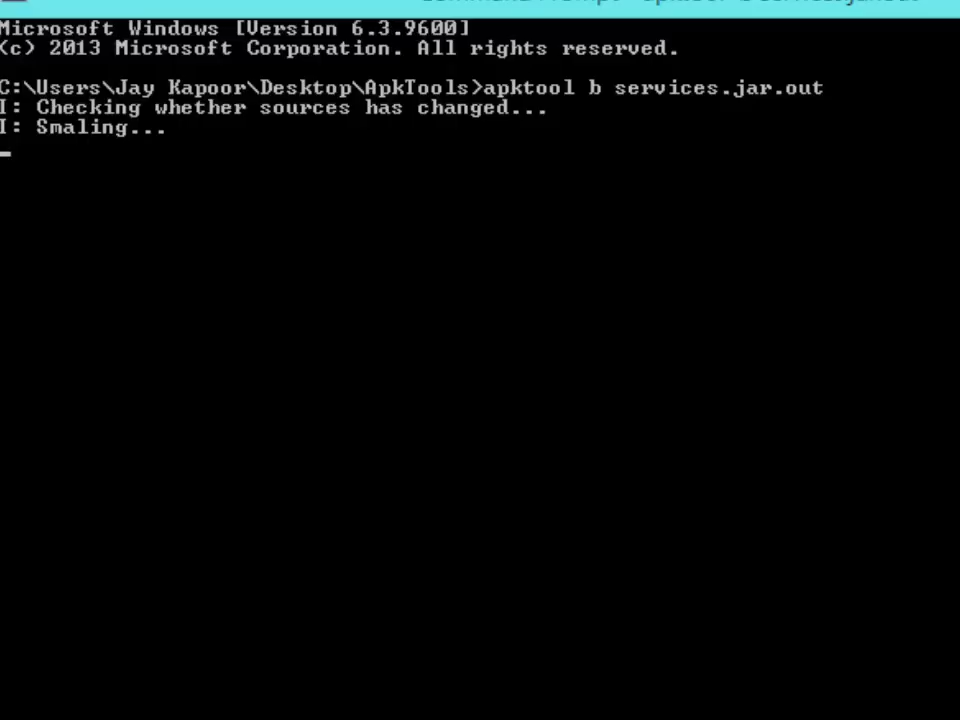 Microsoft Windows [Version 6.3.9600]
(c) 2013 Microsoft Corporation. All rights reserved.
C:\Users\Jay Kapoor\Desktop\ApkTools>apktool b services.jar.out
I: Checking whether sources has changed...
I: Smaling...